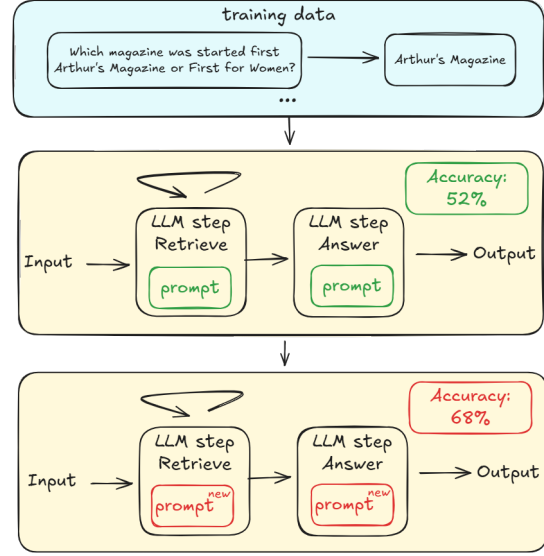 training data
Which magazine was started first
Arthur's Magazine or First for Women?
Arthur's Magazine
...
Accuracy:
52%
LLM step
Retrieve
prompt
LLM step
Answer
prompt
Input
Output
Accuracy:
68%
LLM step
Retrieve
prompt new
LLM step
Answer
prompt new
Input
Output